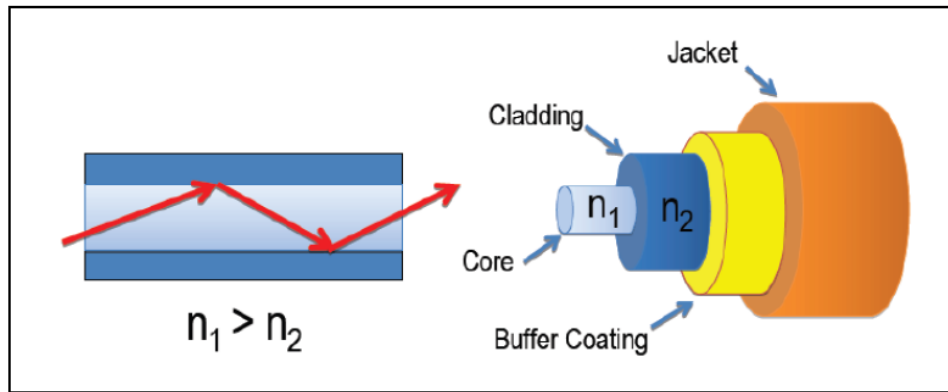 Jacket
Cladding
n₁
n₂
Core
n₁ > n₂
Buffer Coating